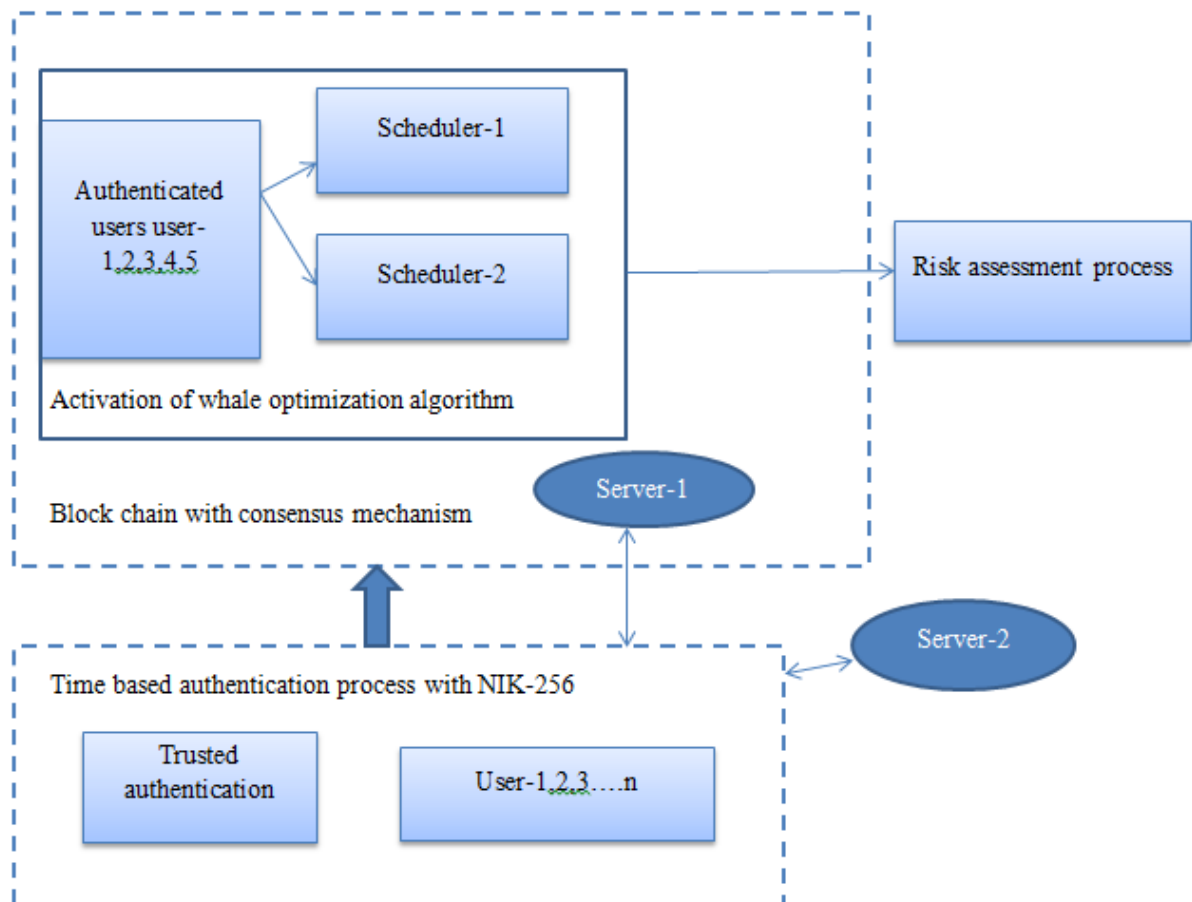 Scheduler-1
Authenticated
users user-
1,2,3,4,5
Scheduler-2
Risk assessment process
Activation of whale optimization algorithm
Server-1
Block chain with consensus mechanism
Server-2
Time based authentication process with NIK-256
Trusted
authentication
User-1,2,3….n